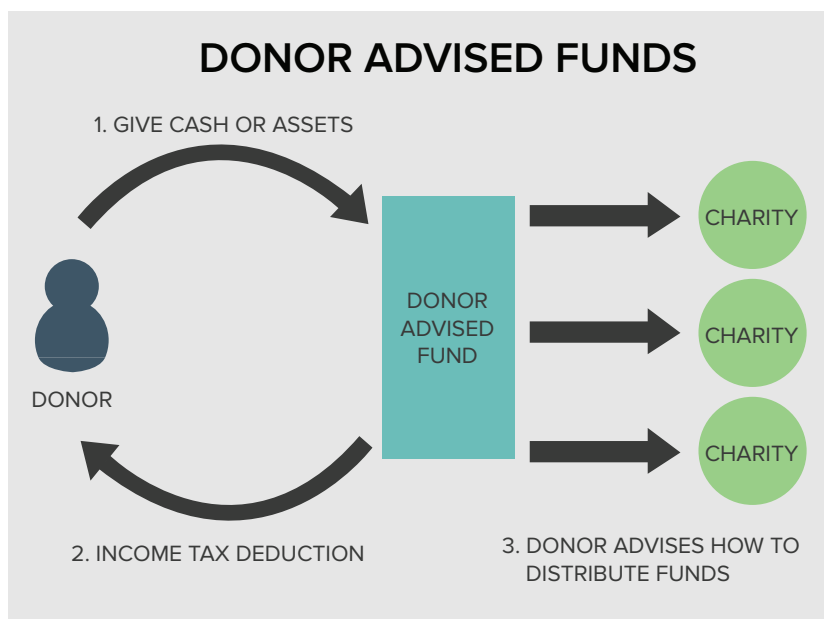 DONOR ADVISED FUNDS
1. GIVE CASH OR ASSETS
CHARITY
DONOR
ADVISED
FUND
CHARITY
DONOR
CHARITY
2. INCOME TAX DEDUCTION
3. DONOR ADVISES HOW TO
DISTRIBUTE FUNDS